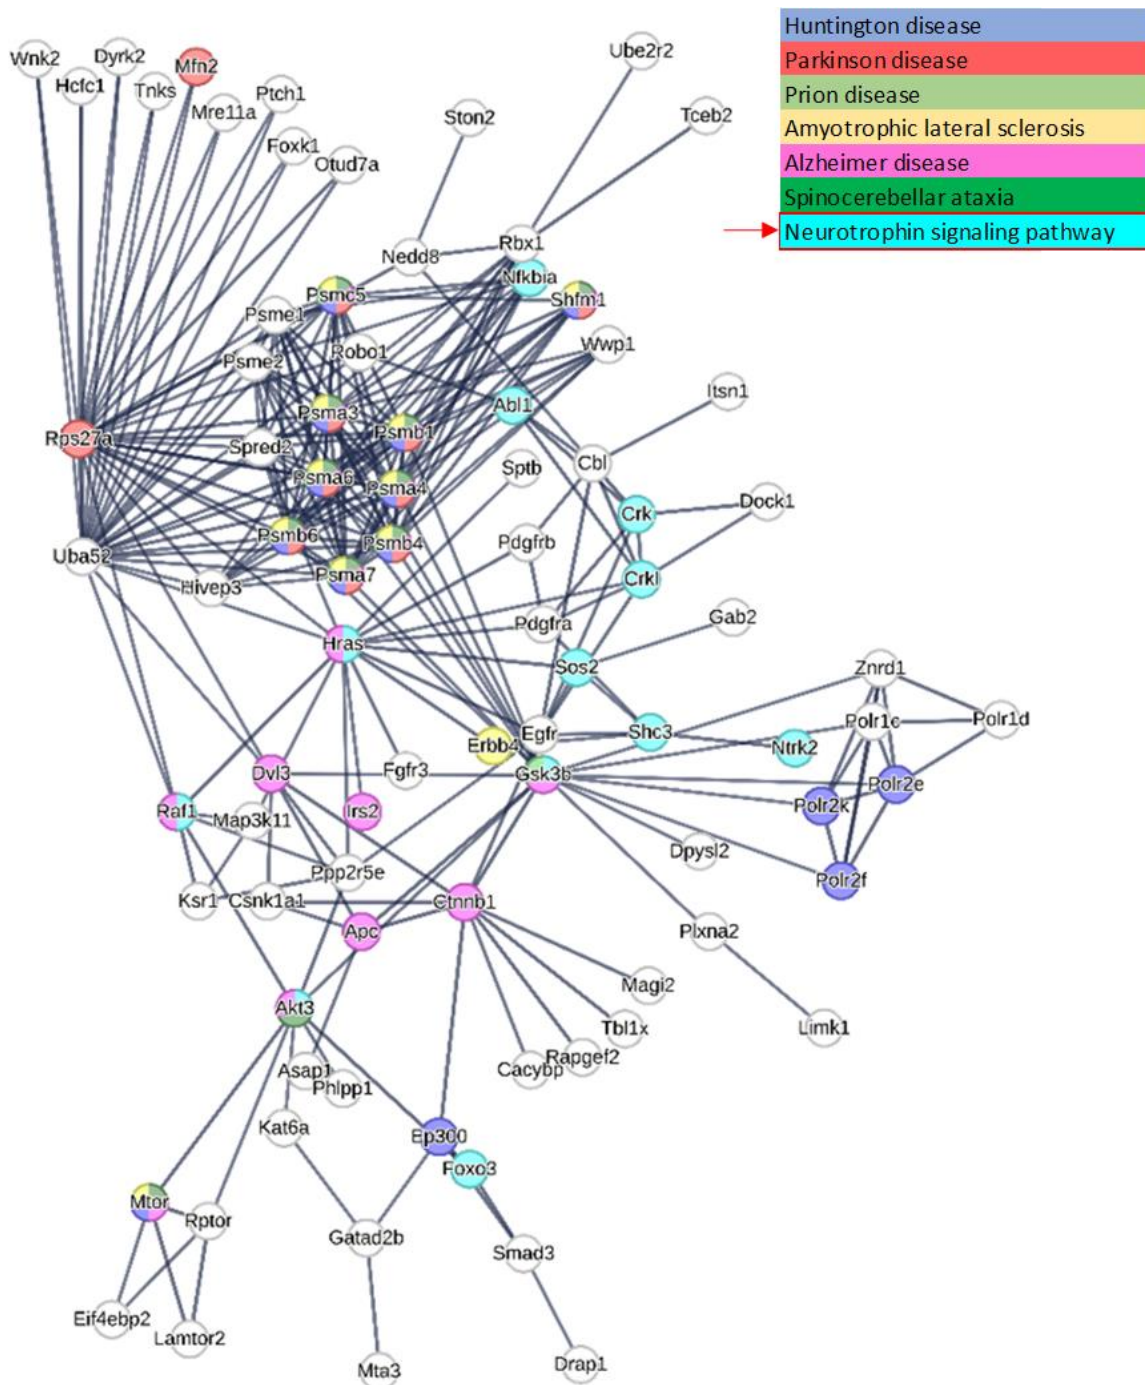 Huntington disease
Parkinson disease
Prion disease
Amyotrophic lateral sclerosis
Alzheimer disease
Spinocerebellar ataxia
Neurotrophin signaling pathway
Wnk2
Dyrk2
Mfn2
Hcfc1
Tnks
Mre11a
Ptch1
Foxk1
Otud7a
Ube2r2
Ston2
Tceb2
Nedd8
Rbx1
Nfkbia
Psmc5
Shfm1
Psme1
Robo1
Wwp1
Psme2
Itsn1
Abl1
Psma3
Psmb1
Rps27a
Spred2
Cbl
Sptb
Psma6
Psma4
Dock1
Crk
Psmb6
Psmb4
Pdgfrb
Uba52
Psma7
Crkl
Hivep3
Pdgfra
Gab2
Hras
Sos2
Znrd1
Polr1c
Polr1d
Egfr
Shc3
Erbb4
Ntrk2
Dvl3
Fgfr3
Gsk3b
Polr2e
Polr2k
Raf1
Map3k11
Irs2
Dpysl2
Ppp2r5e
Polr2f
Ksr1
Csnk1a1
Ctnnb1
Apc
Plxna2
Magi2
Akt3
Tbl1x
Limk1
Rapgef2
Cacybp
Asap1
Phlpp1
Kat6a
Ep300
Foxo3
Mtor
Rptor
Gatad2b
Smad3
Eif4ebp2
Lamtor2
Mta3
Drap1